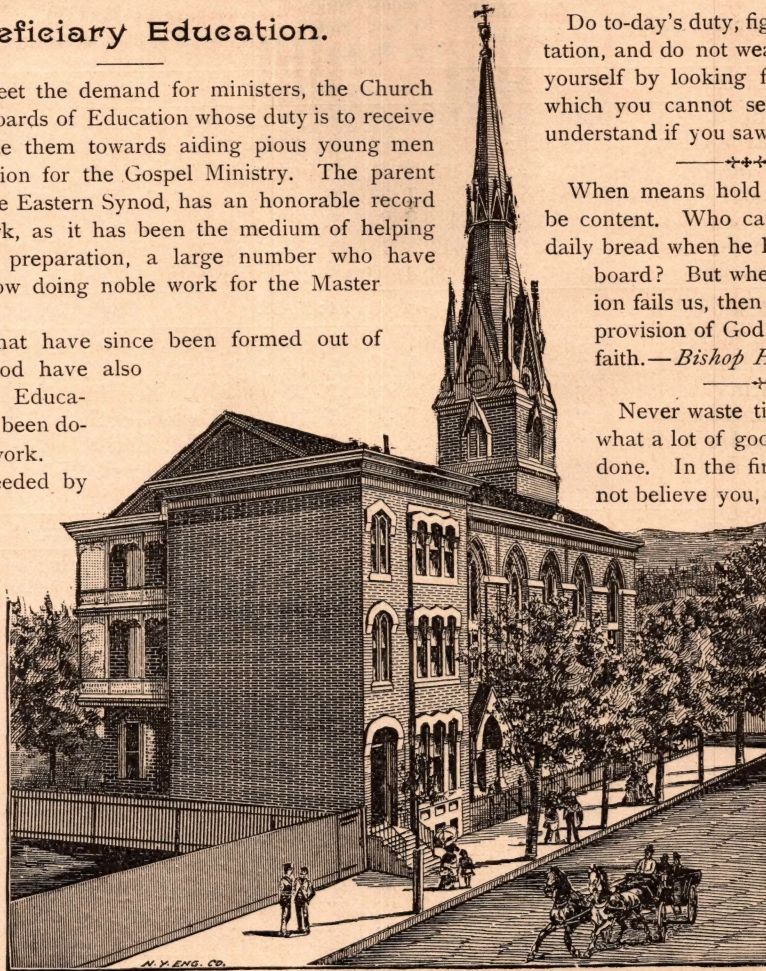 eficiary Education.
eet the demand for ministers, the Church
oards of Education whose duty is to receive
e them towards aiding pious young men
ion for the Gospel Ministry. The parent
e Eastern Synod, has an honorable record
k, as it has been the medium of helping
preparation, a large number who have
ow doing noble work for the Master
hat have since been formed out of
od have also
Educa-
been do-
work.
eeded by
Do to-day's duty, fig
tation, and do not wea
yourself by looking f
which you cannot se
understand if you saw
When means hold
be content. Who ca
daily bread when he h
board? But whe
ion fails us, then
provision of God
faith.—Bishop H
Never waste ti
what a lot of goo
done. In the fir
not believe you,
N.Y. ENG. CO.